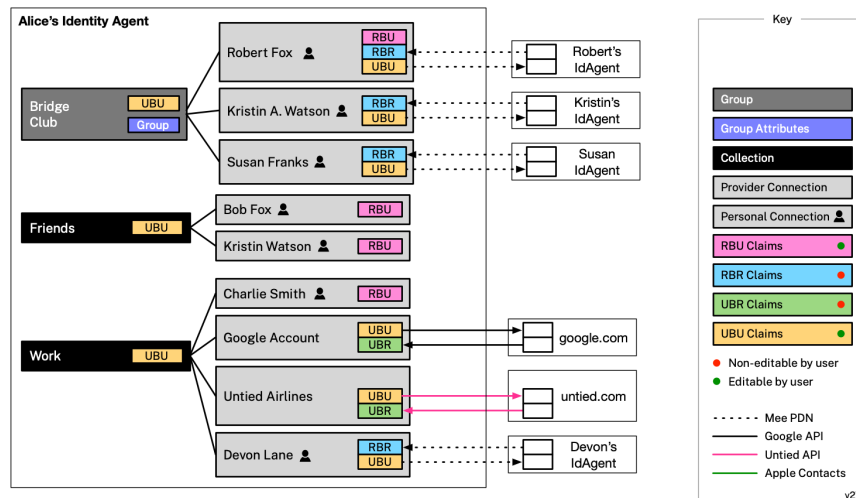 Alice's Identity Agent
Bridge
Club
UBU
Group
Robert Fox
RBU
RBR
UBU
Robert's
IdAgent
Kristin A. Watson
RBR
UBU
Kristin's
IdAgent
Susan Franks
RBR
UBU
Susan
IdAgent
Friends
UBU
Bob Fox
RBU
Kristin Watson
RBU
Work
UBU
Charlie Smith
RBU
Google Account
UBU
UBR
google.com
Untied Airlines
UBU
UBR
untied.com
Devon Lane
RBR
UBU
Devon's
IdAgent
Key
Group
Group Attributes
Collection
Provider Connection
Personal Connection
RBU Claims
RBR Claims
UBR Claims
UBU Claims
Non-editable by user
Editable by user
Mee PDN
Google API
Untied API
Apple Contacts
v2